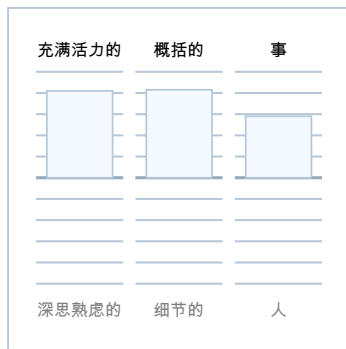 充满活力的 概括的 事
深思熟虑的 细节的 人